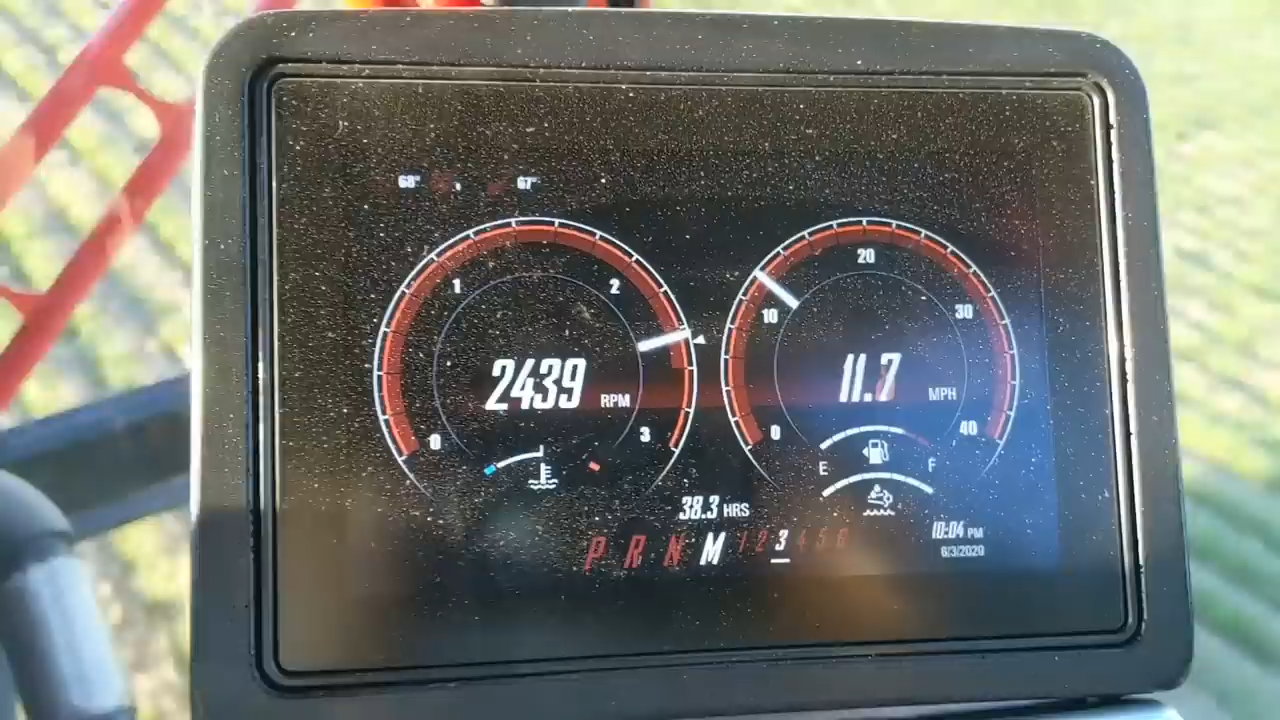 68° 67°
1 2 0 3
2439 RPM
10 20 30 0 40
11.7 MPH
E F
38.3 HRS
P R N M 1 2 3 4 5 6
10:04 PM
6/3/2020